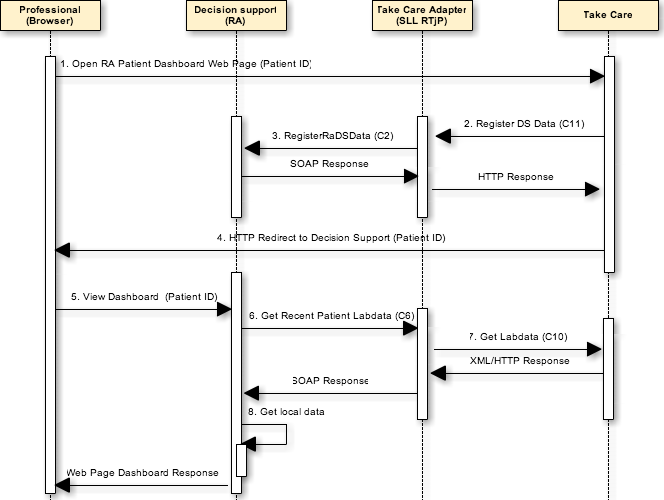 Professional
(Browser)
Decision support
(RA)
Take Care Adapter
(SLL RTjP)
Take Care
1. Open RA Patient Dashboard Web Page (Patient ID)
2. Register DS Data (C11)
3. RegisterRaDSData (C2)
SOAP Response
HTTP Response
4. HTTP Redirect to Decision Support (Patient ID)
5. View Dashboard (Patient ID)
6. Get Recent Patient Labdata (C6)
7. Get Labdata (C10)
XML/HTTP Response
SOAP Response
8. Get local data
Web Page Dashboard Response